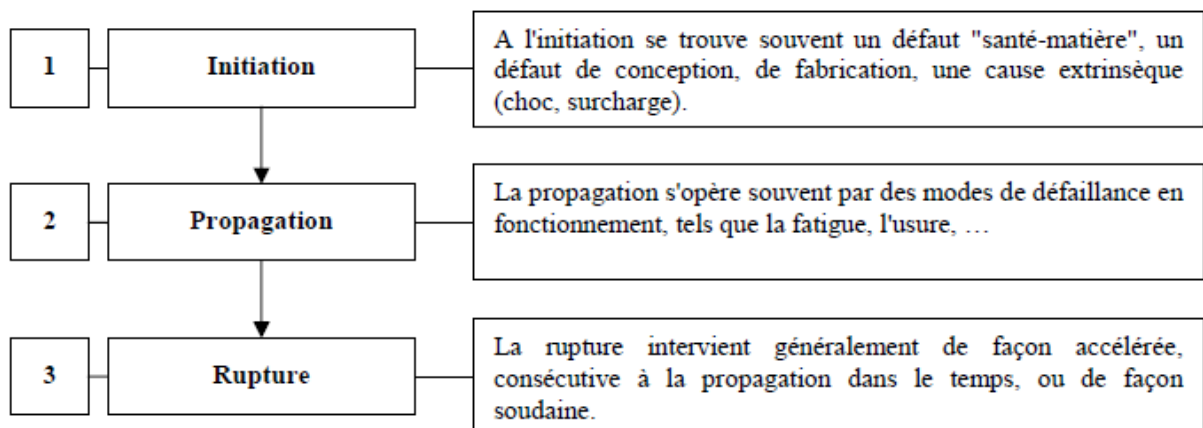 1
Initiation
A l'initiation se trouve souvent un défaut "santé-matière", un
défaut de conception, de fabrication, une cause extrinsèque
(choc, surcharge).
2
Propagation
La propagation s'opère souvent par des modes de défaillance en
fonctionnement, tels que la fatigue, l'usure, …
3
Rupture
La rupture intervient généralement de façon accélérée,
consécutive à la propagation dans le temps, ou de façon
soudaine.